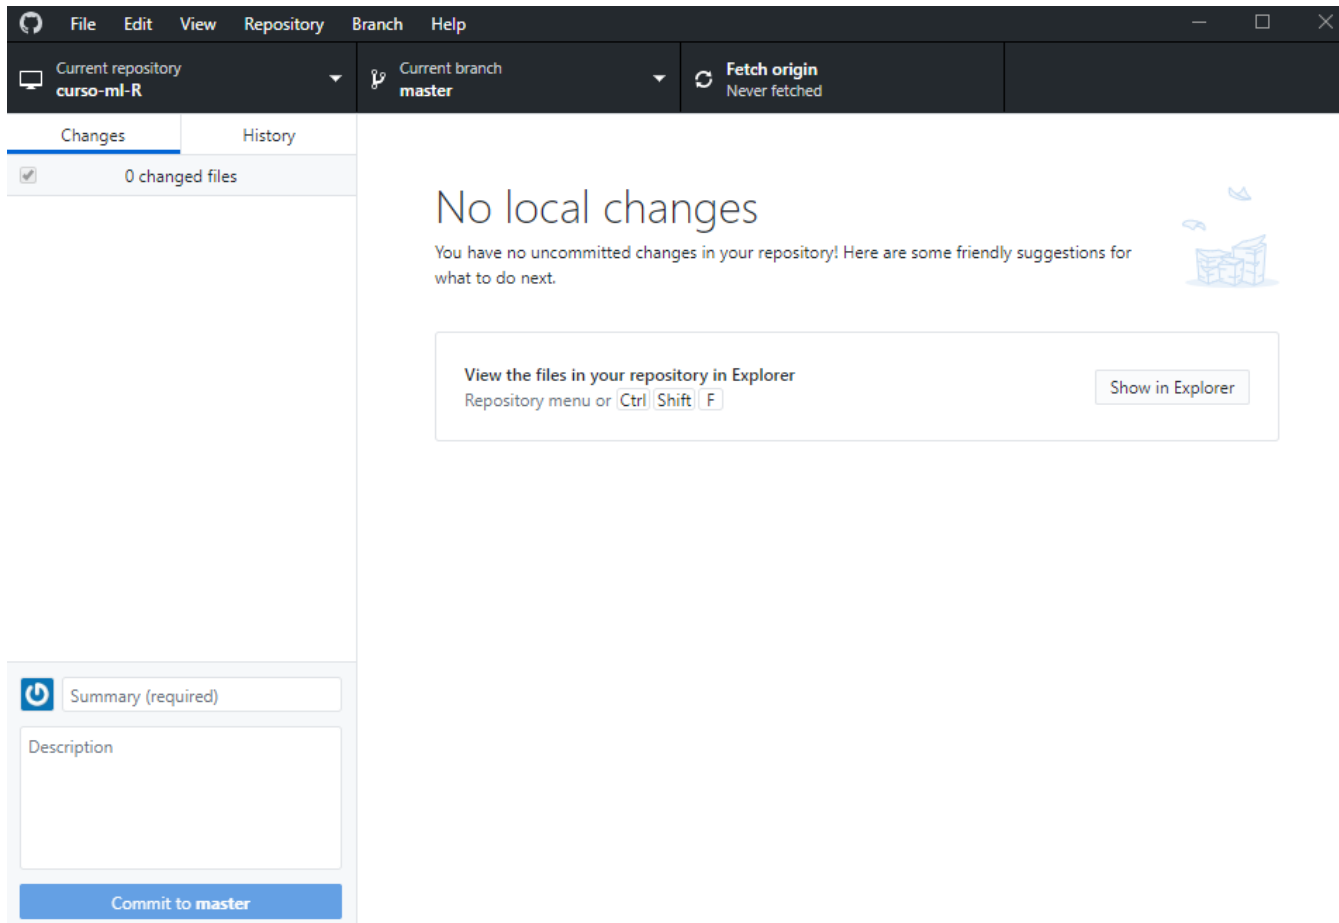 File Edit View Repository Branch Help
Current repository
curso-ml-R
Current branch
master
Fetch origin
Never fetched
Changes
History
0 changed files
No local changes
You have no uncommitted changes in your repository! Here are some friendly suggestions for
what to do next.
View the files in your repository in Explorer
Repository menu or Ctrl Shift F
Show in Explorer
Summary (required)
Description
Commit to master